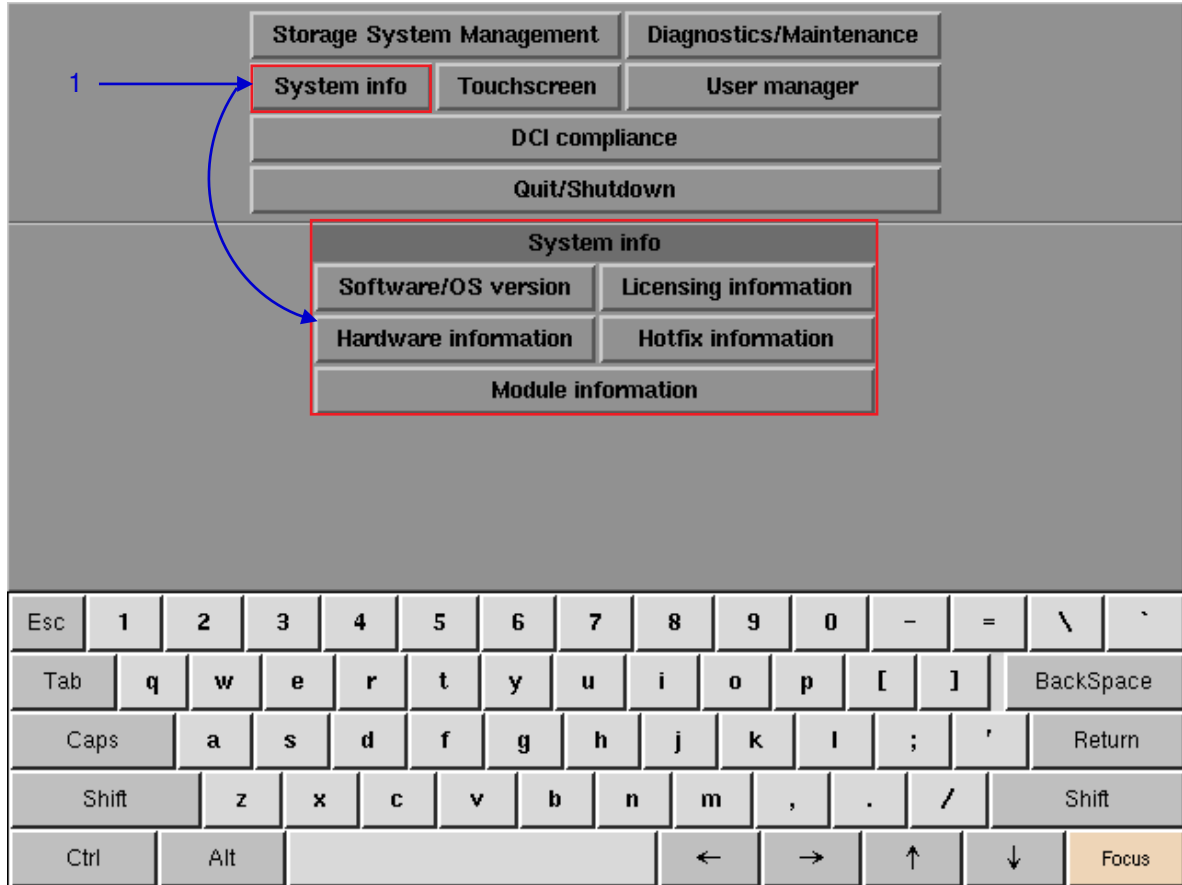 Storage System Management Diagnostics/Maintenance
1 System info Touchscreen User manager
DCI compliance
Quit/Shutdown
System info
Software/OS version Licensing information
Hardware information Hotfix information
Module information
Esc 1 2 3 4 5 6 7 8 9 0 - = \ `
Tab q w e r t y u i o p [ ] BackSpace
Caps a s d f g h j k l ; ' Return
Shift z x c v b n m , . / Shift
Ctrl Alt ← → ↑ ↓ Focus